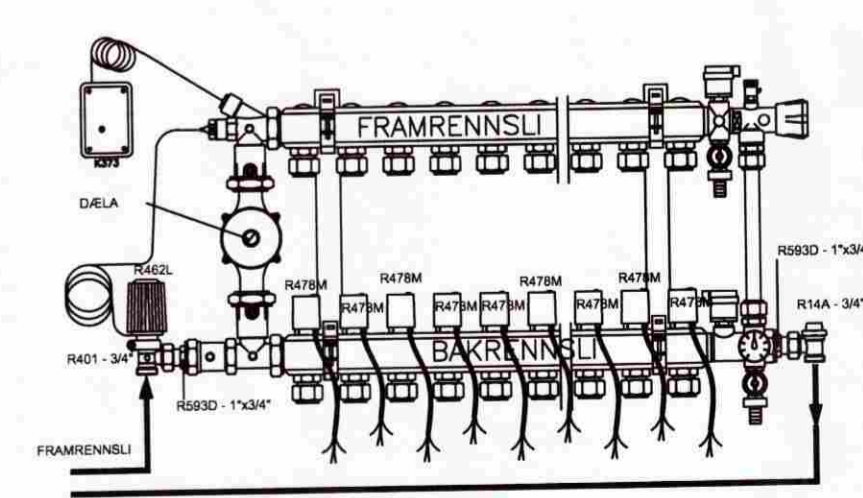 FRAMRENNSLI
K373
DÆLA
R462L
R478M
R478M
R478M
R478M
R478M
R478M
R478M
R478M
R478M
R593D - 1"x3/4"
R14A - 3/4"
R401 - 3/4"
BAKRENNSLI
R593D - 1"x3/4"
FRAMRENNSLI